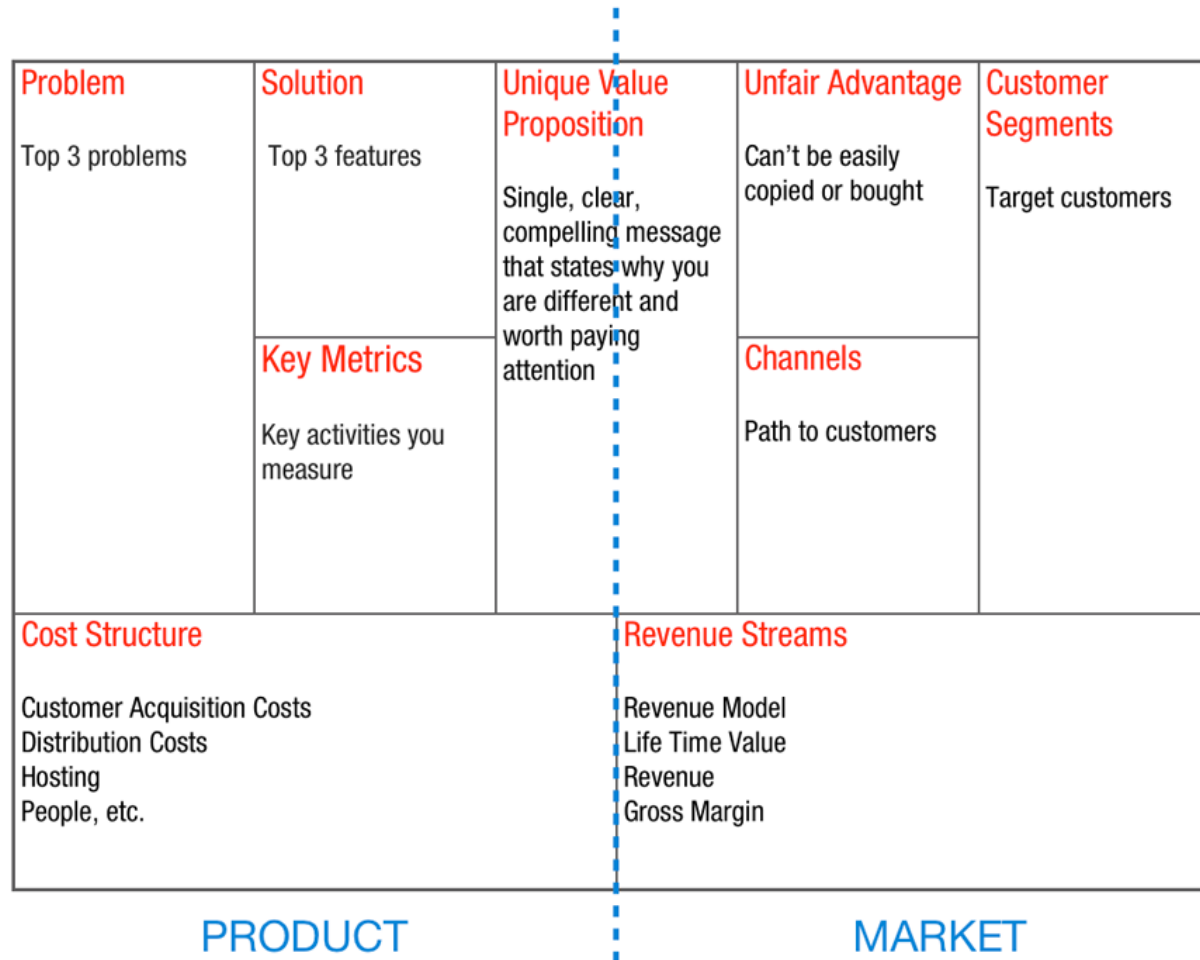 Problem
Top 3 problems
Solution
Top 3 features
Key Metrics
Key activities you
measure
Unique Value
Proposition
Single, clear,
compelling message
that states why you
are different and
worth paying
attention
Unfair Advantage
Can't be easily
copied or bought
Channels
Path to customers
Customer
Segments
Target customers
Cost Structure
Customer Acquisition Costs
Distribution Costs
Hosting
People, etc.
Revenue Streams
Revenue Model
Life Time Value
Revenue
Gross Margin
PRODUCT
MARKET